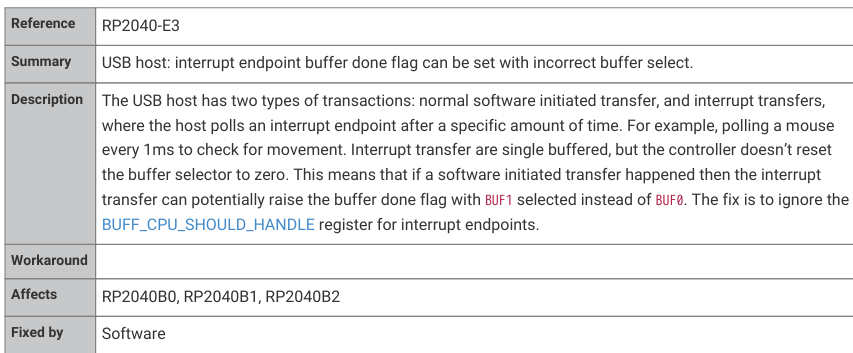 Reference RP2040-E3
Summary USB host: interrupt endpoint buffer done flag can be set with incorrect buffer select.
Description The USB host has two types of transactions: normal software initiated transfer, and interrupt transfers,
where the host polls an interrupt endpoint after a specific amount of time. For example, polling a mouse
every 1ms to check for movement. Interrupt transfer are single buffered, but the controller doesn’t reset
the buffer selector to zero. This means that if a software initiated transfer happened then the interrupt
transfer can potentially raise the buffer done flag with BUF1 selected instead of BUF0. The fix is to ignore the
BUFF_CPU_SHOULD_HANDLE register for interrupt endpoints.
Workaround
Affects RP2040B0, RP2040B1, RP2040B2
Fixed by Software